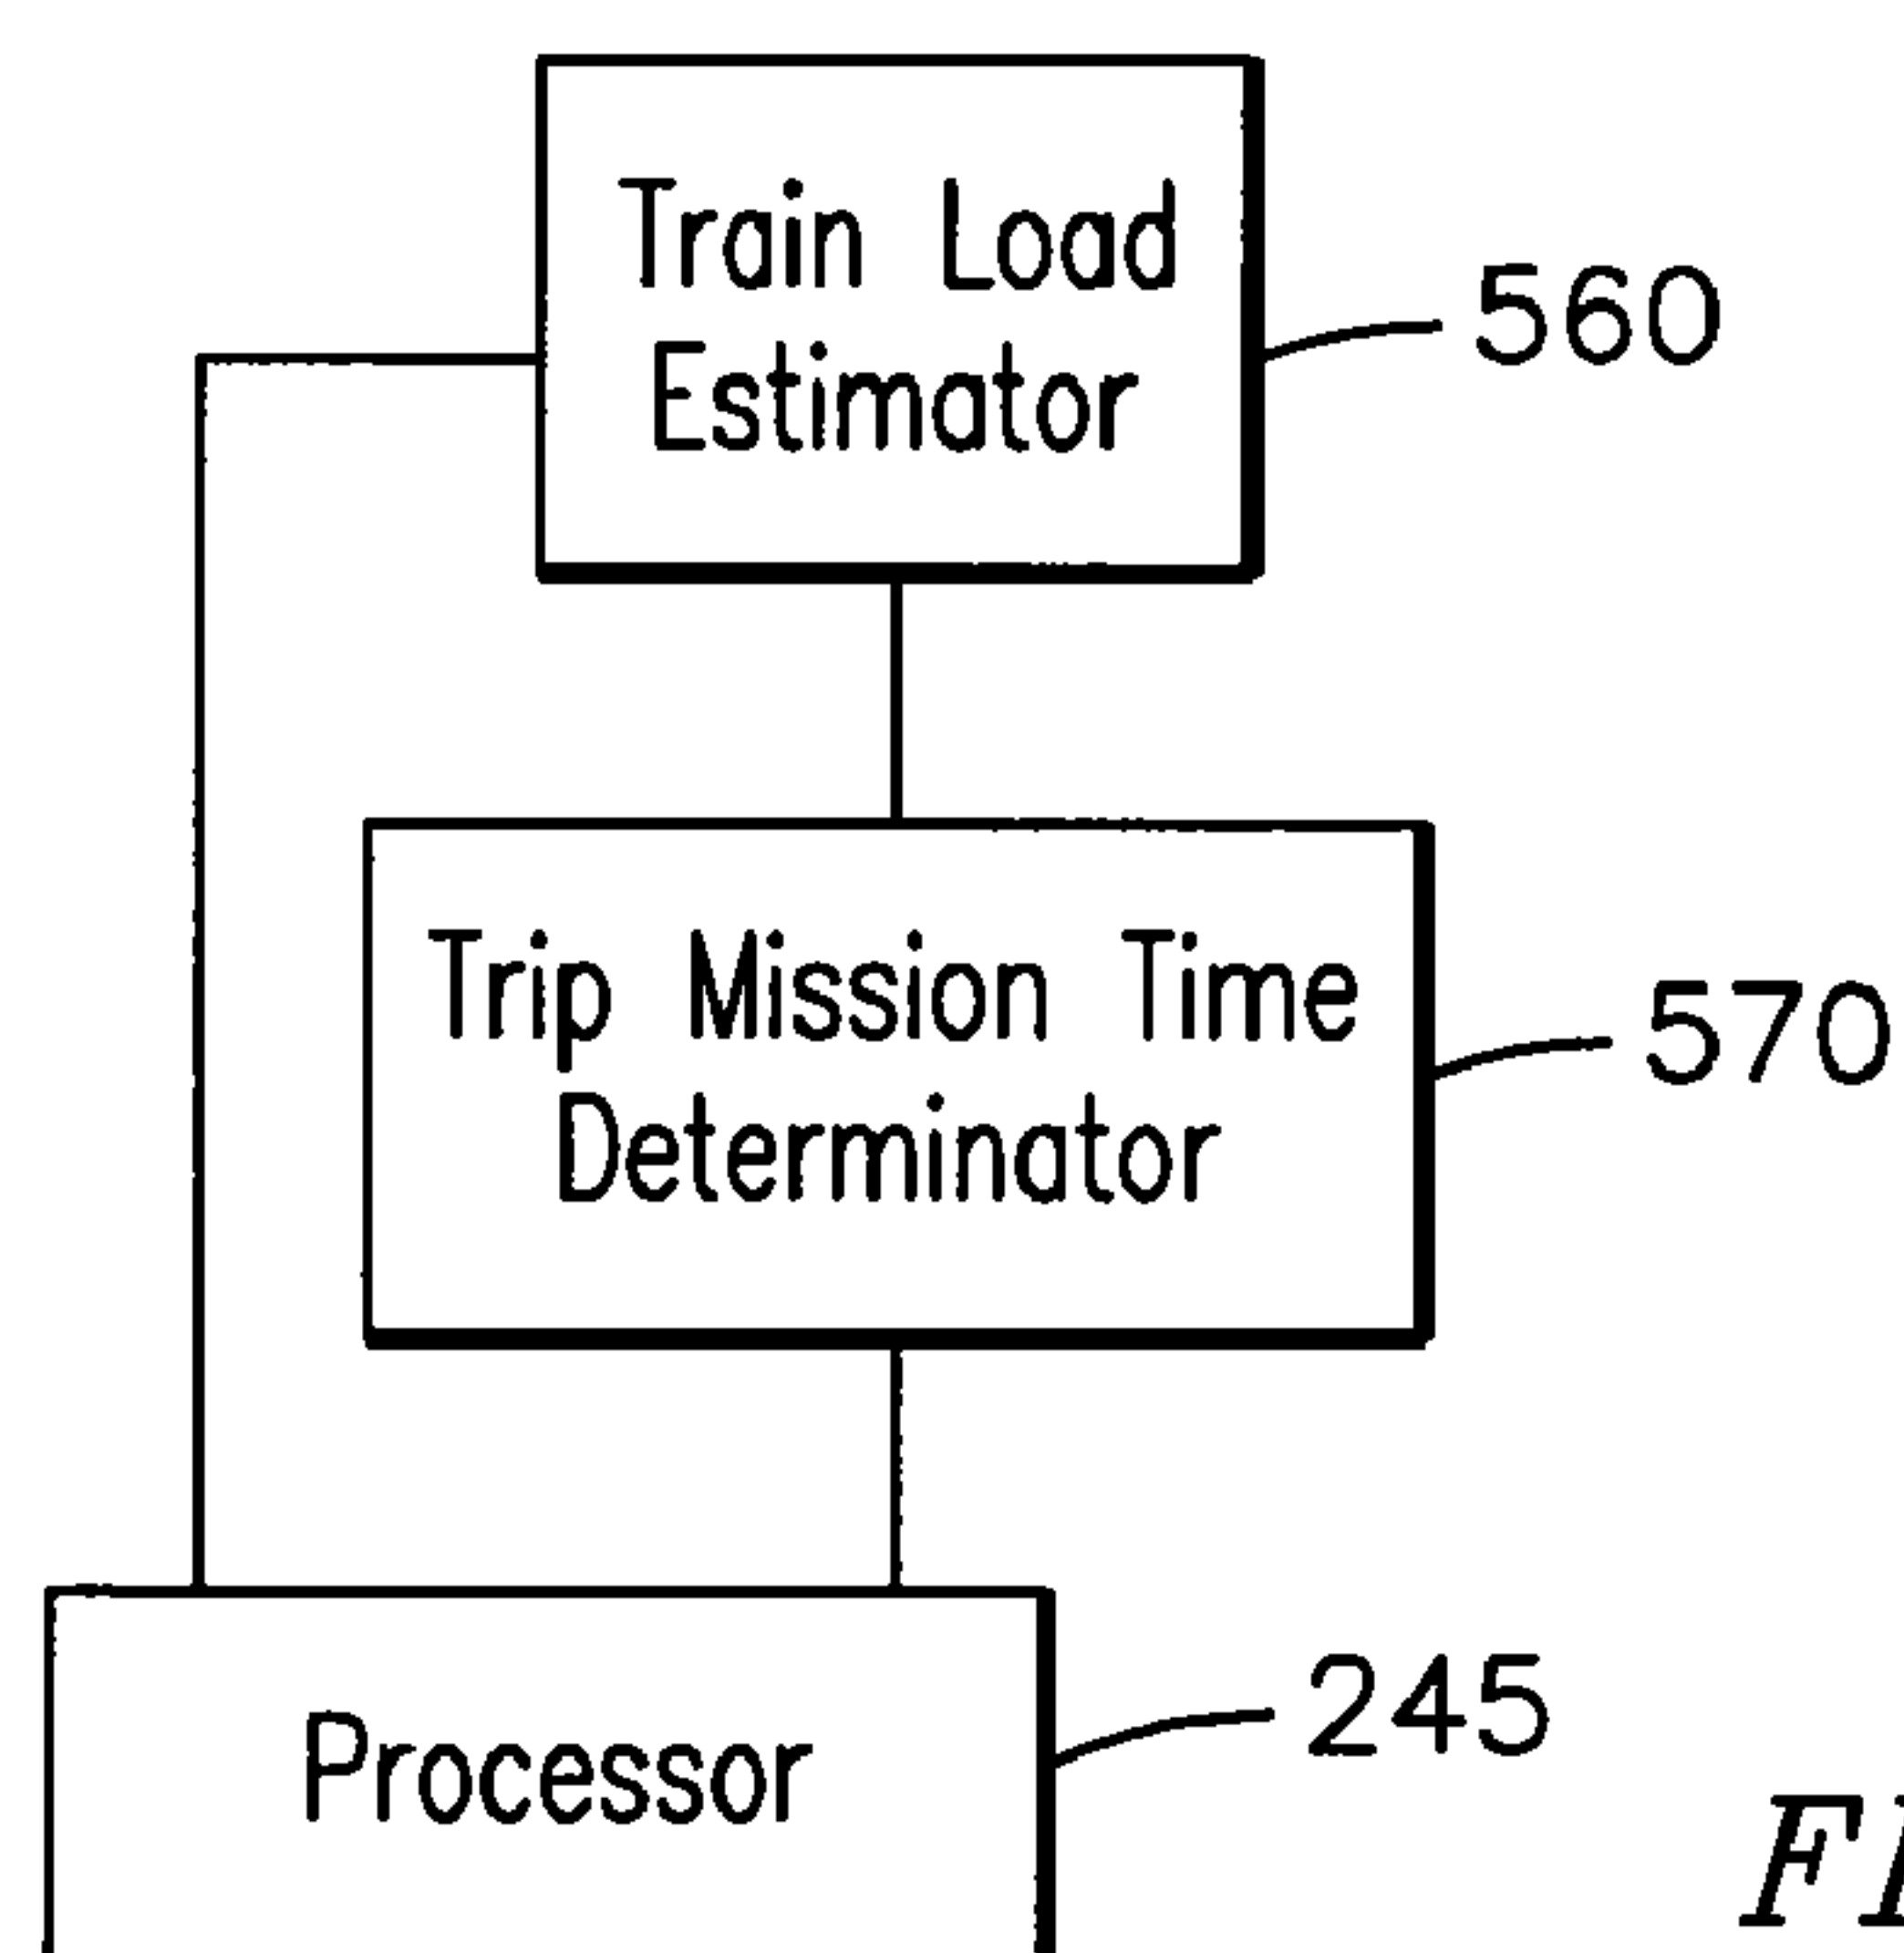 Train Load
Estimator
560
Trip Mission Time
Determinator
570
Processor
245